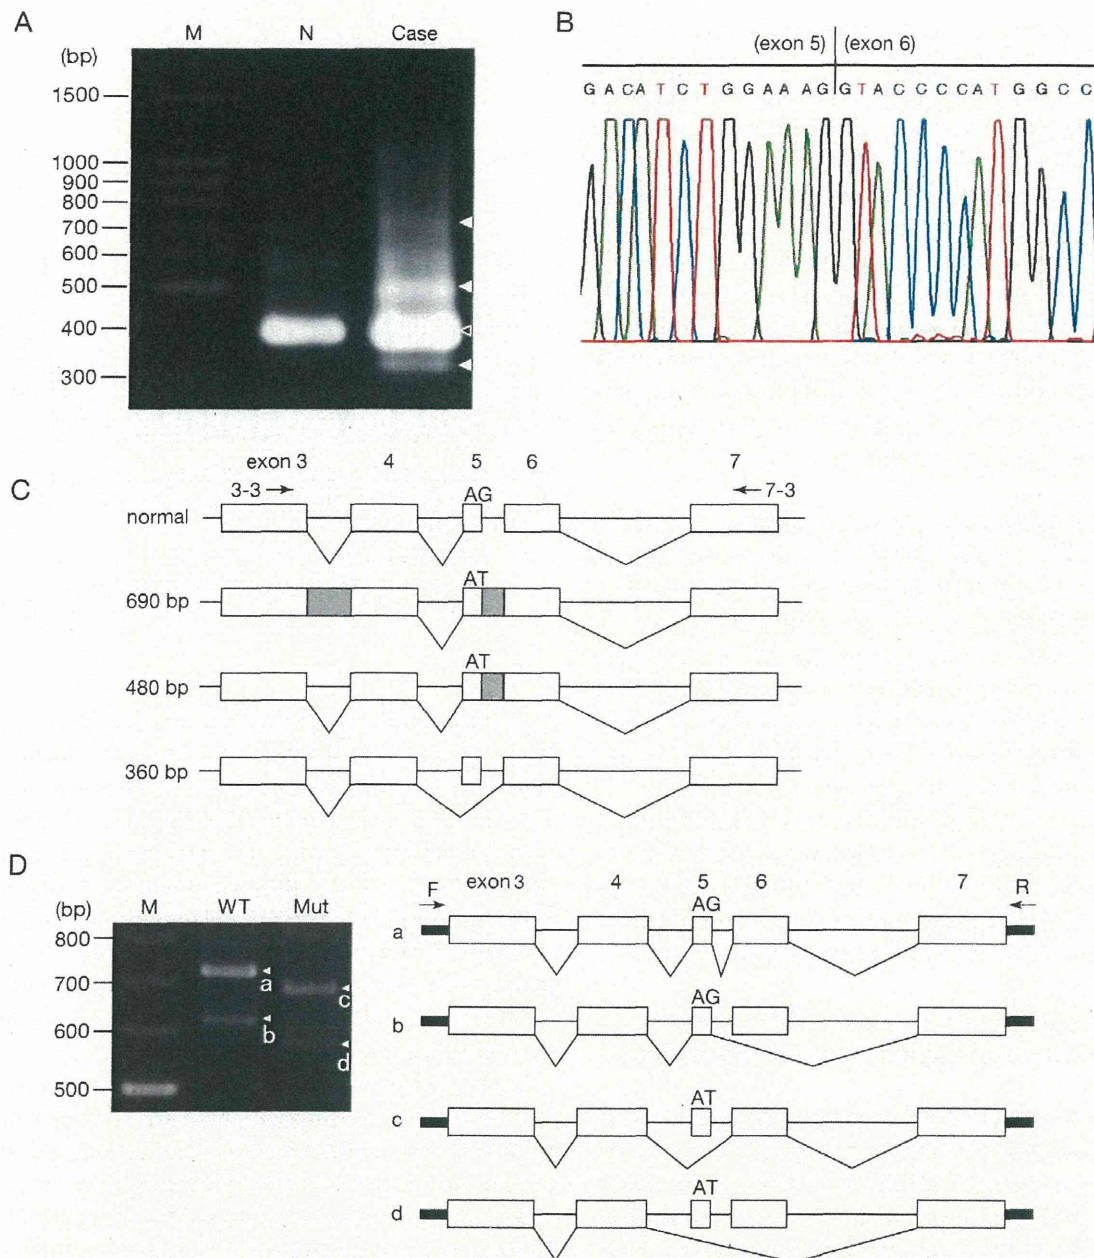 A
M N Case
(bp)
1500
1000
900
800
700
600
500
400
300
B
(exon 5) (exon 6)
GACATCTGGAAAGGTACCCCATGGCC
C
exon 3 4 5 6 7
3-3 AG 7-3
normal
AT
690 bp
AT
480 bp
360 bp
D
(bp) M WT Mut
800
700
600
500
a
b
c
d
F exon 3 4 5 6 7 R
AG
a
AG
b
AT
c
AT
d